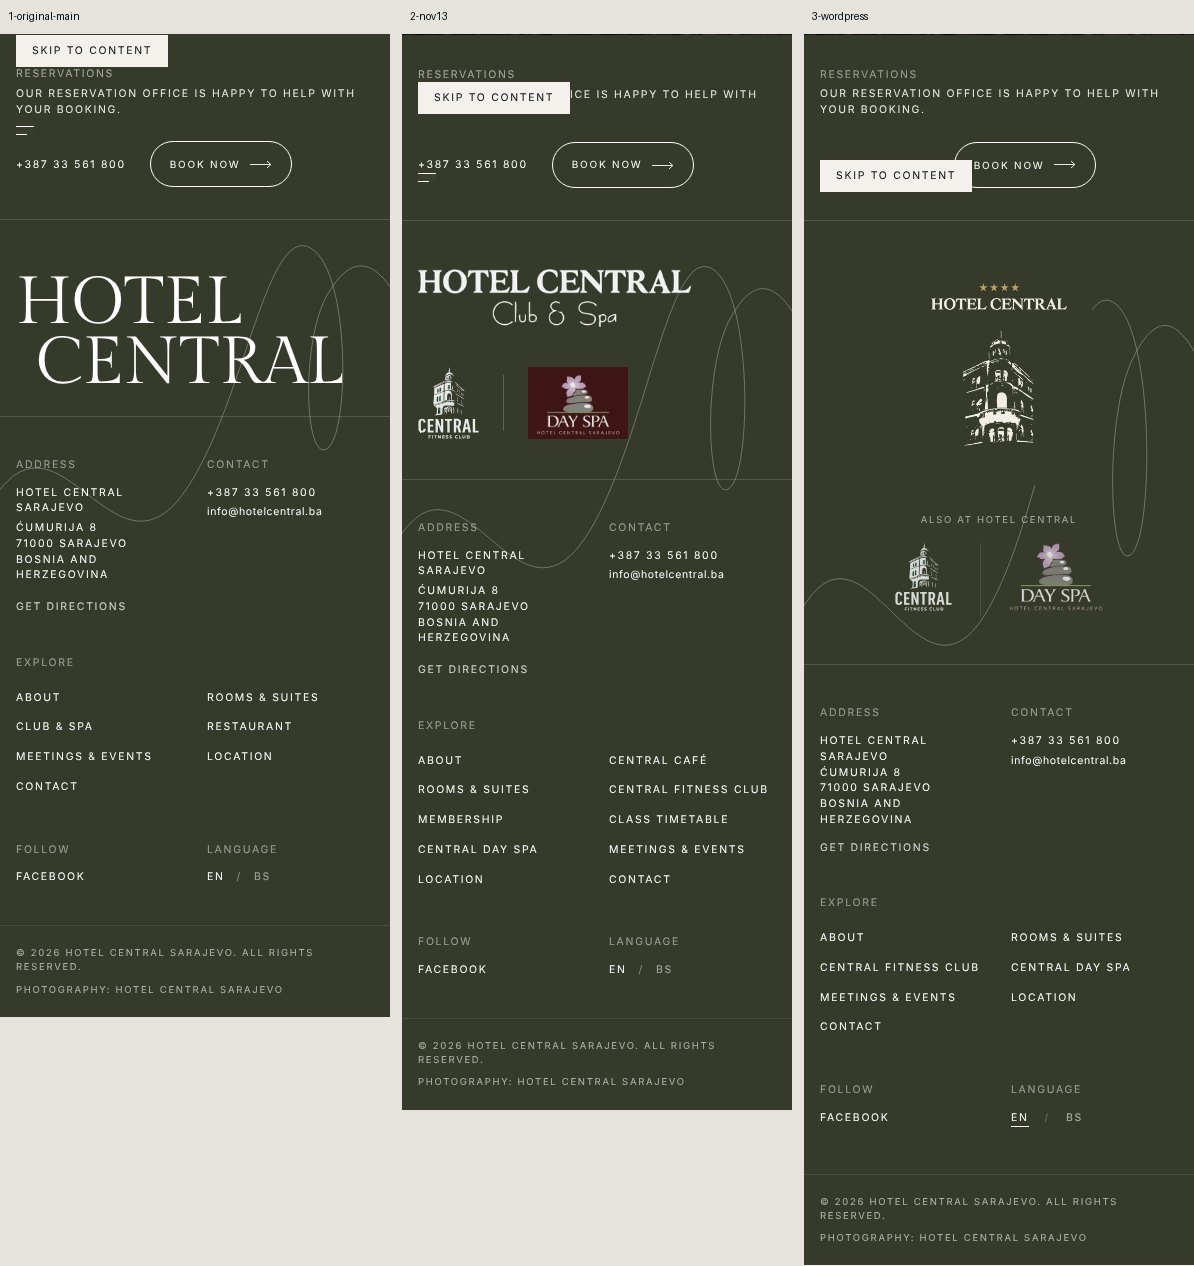 1-original-main
SKIP TO CONTENT
RESERVATIONS
OUR RESERVATION OFFICE IS HAPPY TO HELP WITH
YOUR BOOKING.
+387 33 561 800
BOOK NOW
HOTEL
CENTRAL
ADDRESS
HOTEL CENTRAL
SARAJEVO
ĆUMURIJA 8
71000 SARAJEVO
BOSNIA AND
HERZEGOVINA
GET DIRECTIONS
CONTACT
+387 33 561 800
info@hotelcentral.ba
EXPLORE
ABOUT
ROOMS & SUITES
CLUB & SPA
RESTAURANT
MEETINGS & EVENTS
LOCATION
CONTACT
FOLLOW
FACEBOOK
LANGUAGE
EN / BS
© 2026 HOTEL CENTRAL SARAJEVO. ALL RIGHTS
RESERVED.
PHOTOGRAPHY: HOTEL CENTRAL SARAJEVO
2-nov13
RESERVATIONS
SKIP TO CONTENT
ICE IS HAPPY TO HELP WITH
+387 33 561 800
BOOK NOW
HOTEL CENTRAL
Club & Spa
CENTRAL
FITNESS CLUB
DAY SPA
HOTEL CENTRAL SARAJEVO
ADDRESS
HOTEL CENTRAL
SARAJEVO
ĆUMURIJA 8
71000 SARAJEVO
BOSNIA AND
HERZEGOVINA
GET DIRECTIONS
CONTACT
+387 33 561 800
info@hotelcentral.ba
EXPLORE
ABOUT
CENTRAL CAFÉ
ROOMS & SUITES
CENTRAL FITNESS CLUB
MEMBERSHIP
CLASS TIMETABLE
CENTRAL DAY SPA
MEETINGS & EVENTS
LOCATION
CONTACT
FOLLOW
FACEBOOK
LANGUAGE
EN / BS
© 2026 HOTEL CENTRAL SARAJEVO. ALL RIGHTS
RESERVED.
PHOTOGRAPHY: HOTEL CENTRAL SARAJEVO
3-wordpress
RESERVATIONS
OUR RESERVATION OFFICE IS HAPPY TO HELP WITH
YOUR BOOKING.
SKIP TO CONTENT
BOOK NOW
HOTEL CENTRAL
ALSO AT HOTEL CENTRAL
CENTRAL
FITNESS CLUB
DAY SPA
HOTEL CENTRAL SARAJEVO
ADDRESS
HOTEL CENTRAL
SARAJEVO
ĆUMURIJA 8
71000 SARAJEVO
BOSNIA AND
HERZEGOVINA
GET DIRECTIONS
CONTACT
+387 33 561 800
info@hotelcentral.ba
EXPLORE
ABOUT
ROOMS & SUITES
CENTRAL FITNESS CLUB
CENTRAL DAY SPA
MEETINGS & EVENTS
LOCATION
CONTACT
FOLLOW
FACEBOOK
LANGUAGE
EN / BS
© 2026 HOTEL CENTRAL SARAJEVO. ALL RIGHTS
RESERVED.
PHOTOGRAPHY: HOTEL CENTRAL SARAJEVO